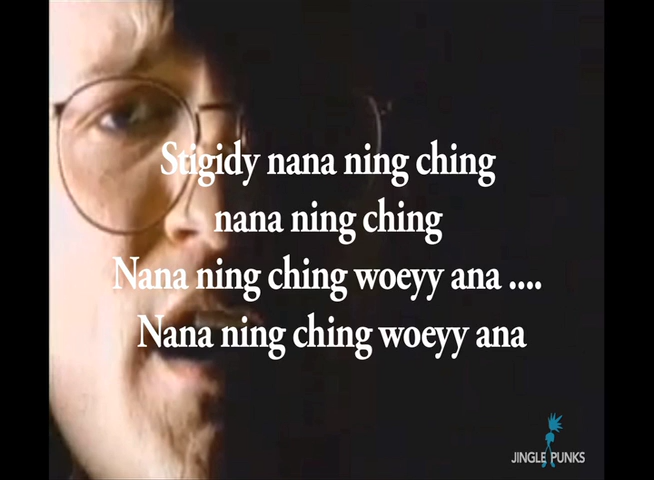 Stigidy nana ning ching
nana ning ching
Nana ning ching woeyy ana ....
Nana ning ching woeyy ana
JINGLE PUNKS